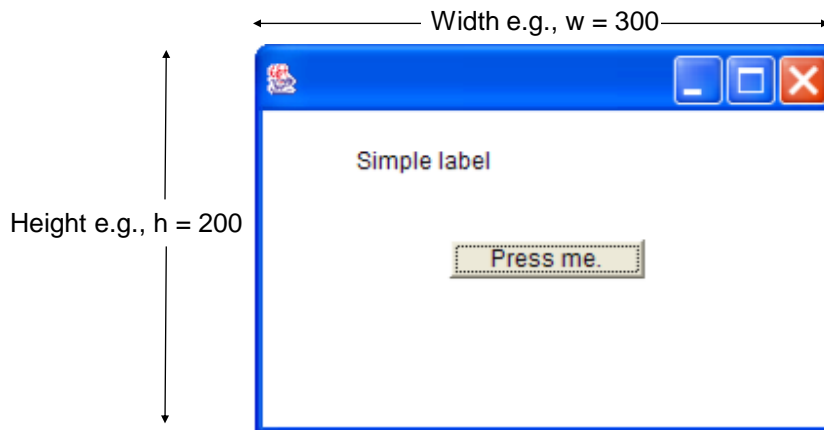 Width e.g., w = 300
Simple label
Height e.g., h = 200
Press me.